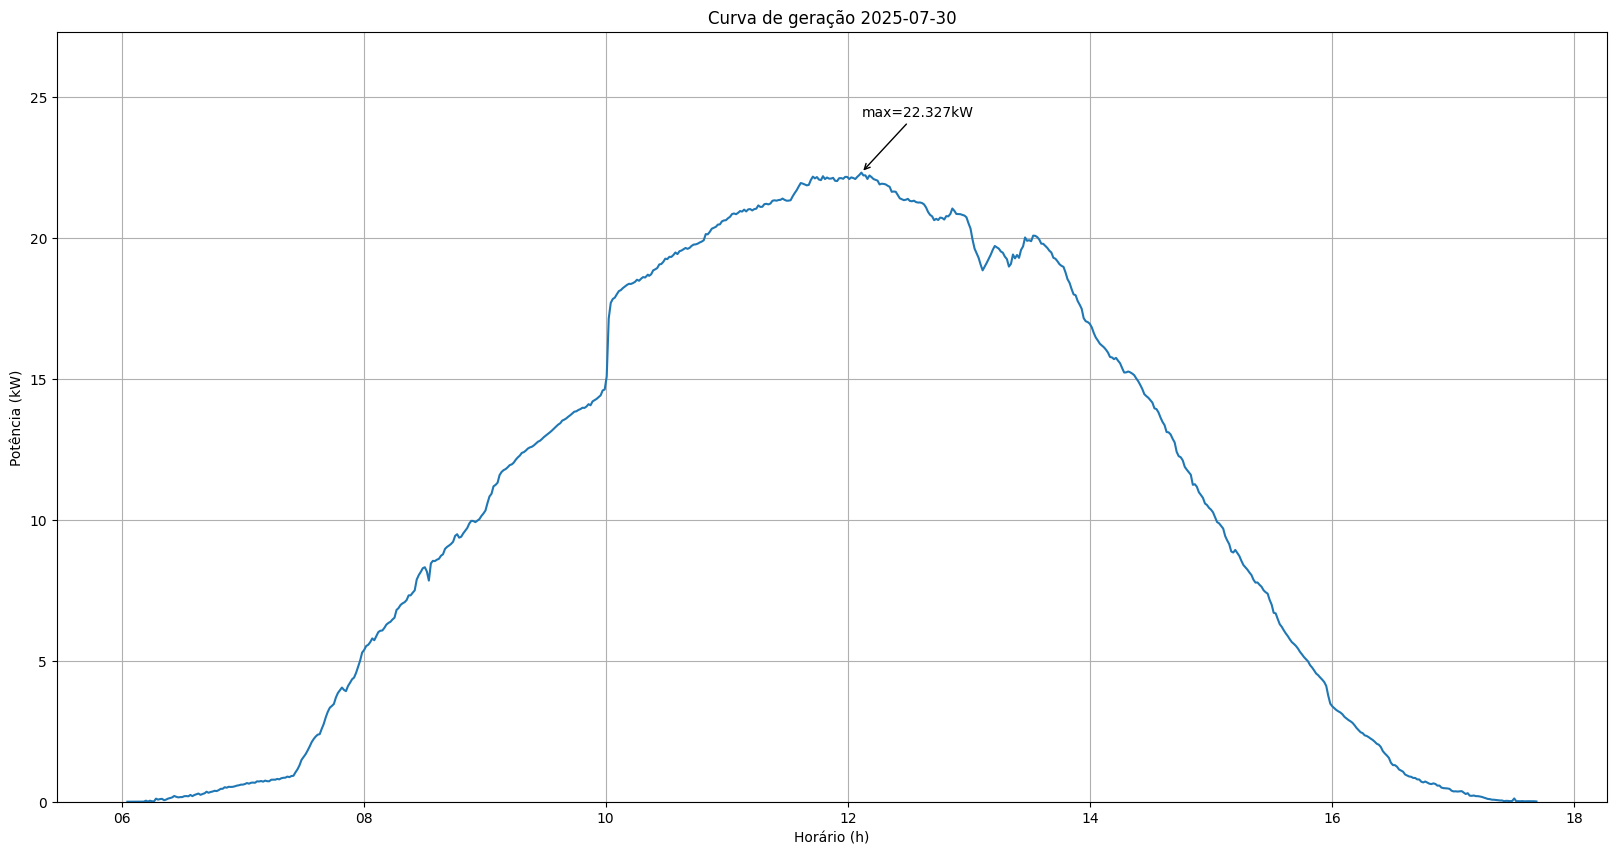 Curva de geração 2025-07-30
25
max=22.327kW
20
15
Potência (kW)
10
5
0
06 08 10 12 14 16 18
Horário (h)